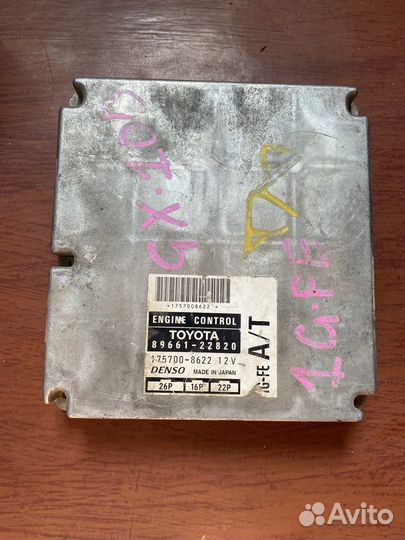 GX-100
1G-FE
*1757008622*
ENGINE CONTROL
TOYOTA
89661-22820
175700-8622 12V
DENSO MADE IN JAPAN
26P 16P 22P
1G-FE A/T
Avito